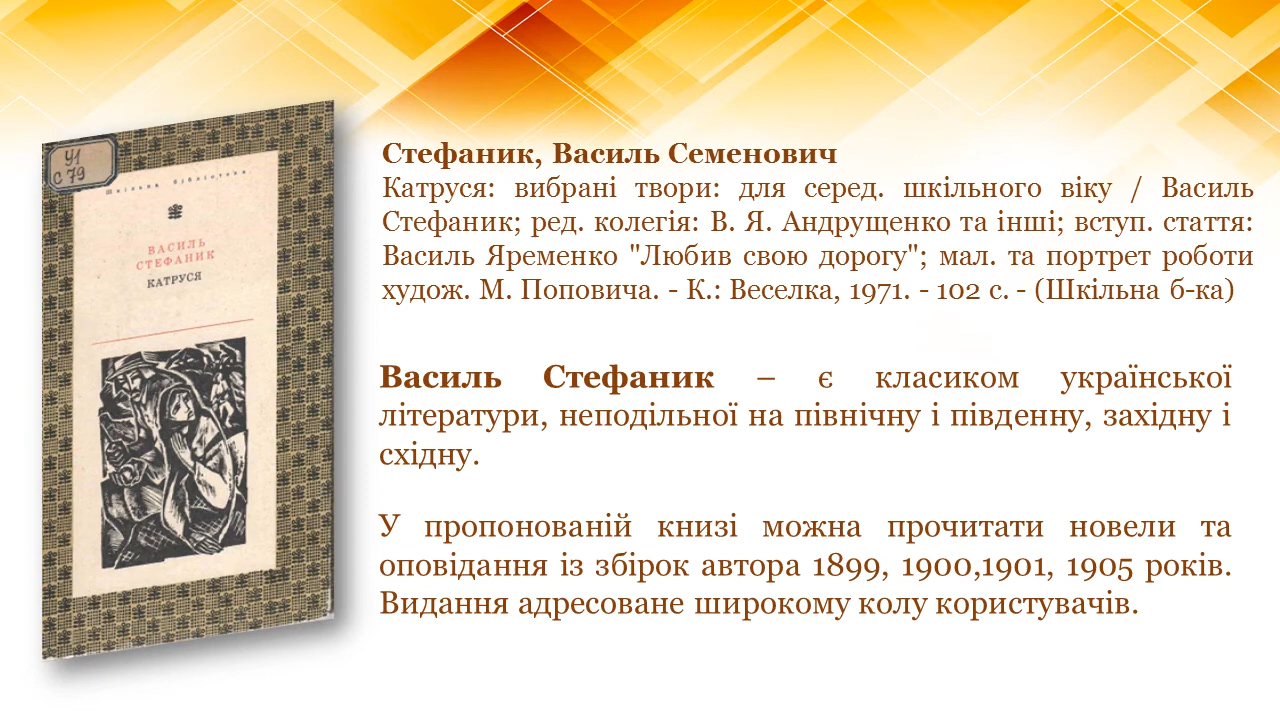 У1
С 79
Шкільна бібліотека
ВАСИЛЬ
СТЕФАНИК
КАТРУСЯ
Стефаник, Василь Семенович
Катруся: вибрані твори: для серед. шкільного віку / Василь
Стефаник; ред. колегія: В. Я. Андрущенко та інші; вступ. стаття:
Василь Яременко "Любив свою дорогу"; мал. та портрет роботи
худож. М. Поповича. - К.: Веселка, 1971. - 102 с. - (Шкільна б-ка)
Василь Стефаник – є класиком української
літератури, неподільної на північну і південну, західну і
східну.
У пропонованій книзі можна прочитати новели та
оповідання із збірок автора 1899, 1900,1901, 1905 років.
Видання адресоване широкому колу користувачів.